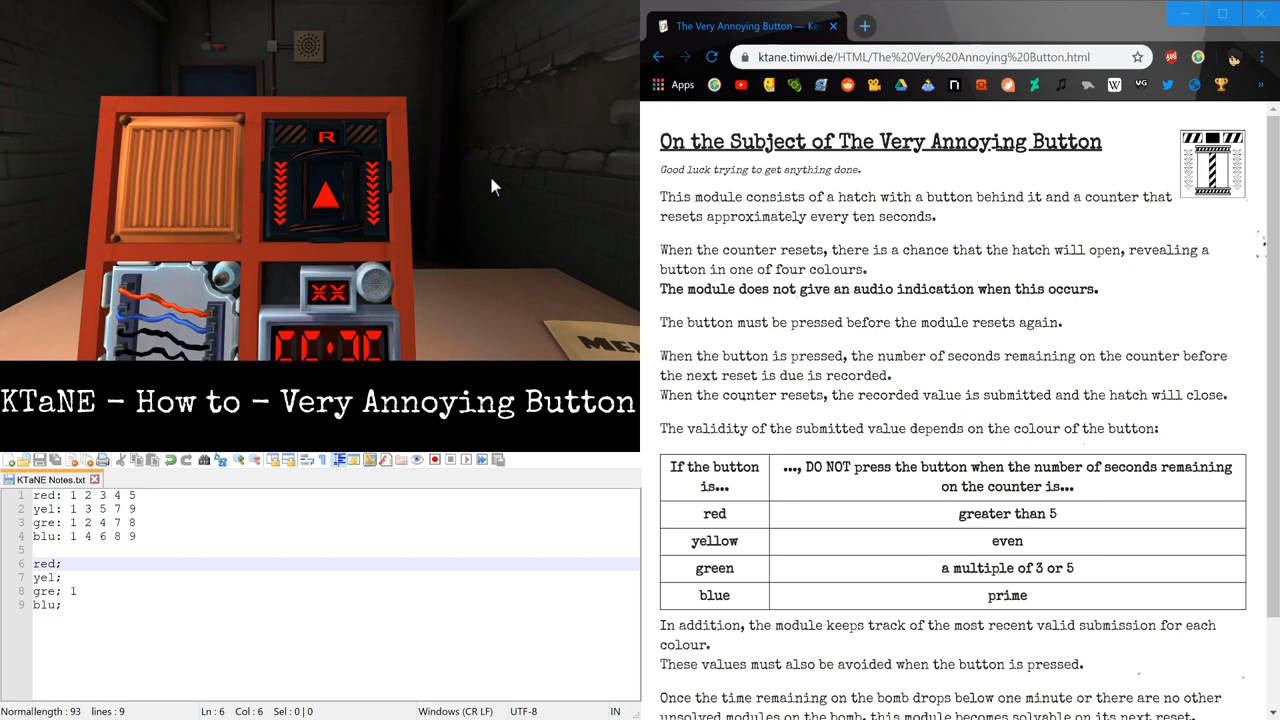 R
XX
KTaNE - How to - Very Annoying Button
KTaNE Notes.txt
1 red: 1 2 3 4 5
2 yel: 1 3 5 7 9
3 gre: 1 2 4 7 8
4 blu: 1 4 6 8 9
5
6 red;
7 yel;
8 gre; 1
9 blu;
Normal length : 93 lines : 9 Ln : 6 Col : 6 Sel : 0 | 0 Windows (CR LF) UTF-8 IN
The Very Annoying Button — Ke
ktane.timwi.de/HTML/The%20Very%20Annoying%20Button.html
Apps
On the Subject of The Very Annoying Button
Good luck trying to get anything done.
This module consists of a hatch with a button behind it and a counter that
resets approximately every ten seconds.
When the counter resets, there is a chance that the hatch will open, revealing a
button in one of four colours.
The module does not give an audio indication when this occurs.
The button must be pressed before the module resets again.
When the button is pressed, the number of seconds remaining on the counter before
the next reset is due is recorded.
When the counter resets, the recorded value is submitted and the hatch will close.
The validity of the submitted value depends on the colour of the button:
If the button
is...
..., DO NOT press the button when the number of seconds remaining
on the counter is...
red greater than 5
yellow even
green a multiple of 3 or 5
blue prime
In addition, the module keeps track of the most recent valid submission for each
colour.
These values must also be avoided when the button is pressed.
Once the time remaining on the bomb drops below one minute or there are no other
unsolved modules on the bomb, this module becomes solvable on its next reset.